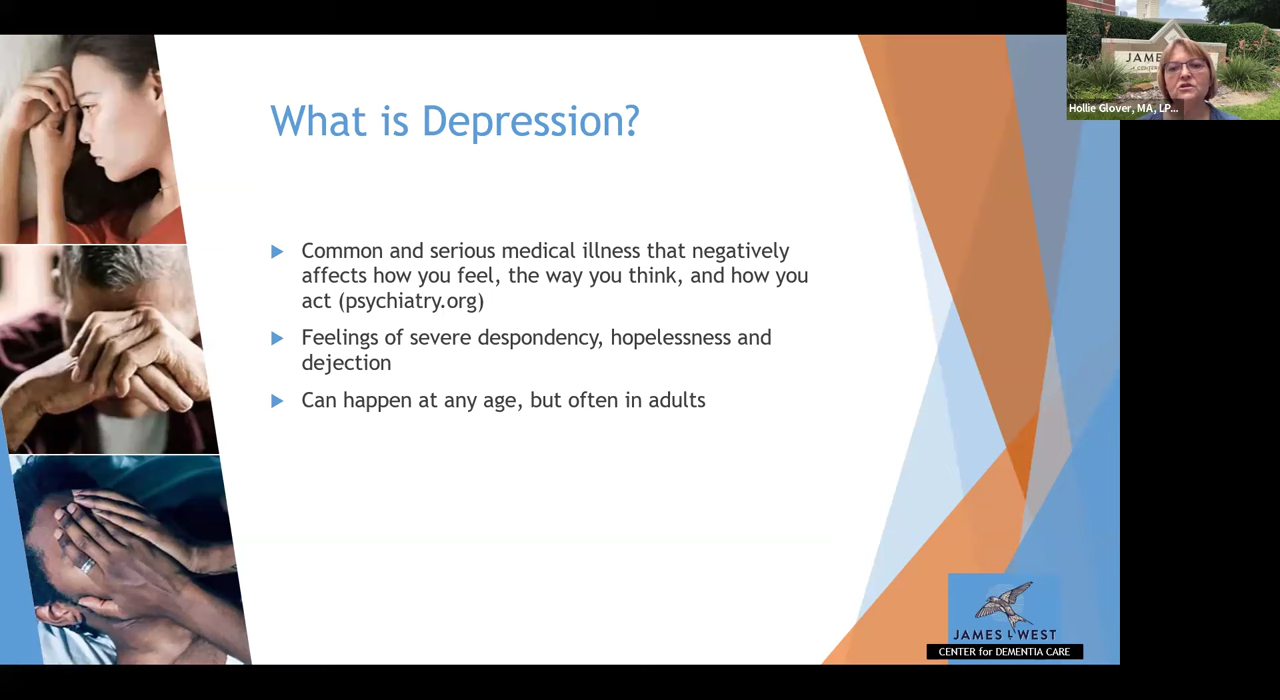 What is Depression?
Common and serious medical illness that negatively
affects how you feel, the way you think, and how you
act (psychiatry.org)
Feelings of severe despondency, hopelessness and
dejection
Can happen at any age, but often in adults
JAMES L WEST
CENTER for DEMENTIA CARE
JAMES
Hollie Glover, MA, LP...